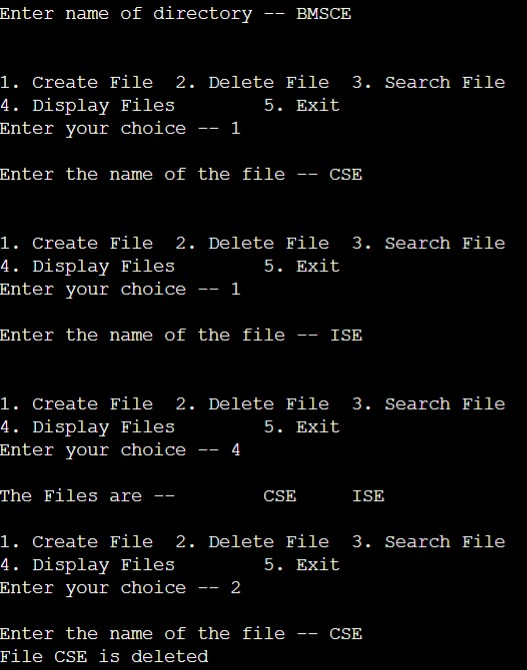 Enter name of directory -- BMSCE
1. Create File  2. Delete File  3. Search File
4. Display Files        5. Exit
Enter your choice -- 1
Enter the name of the file -- CSE
1. Create File  2. Delete File  3. Search File
4. Display Files        5. Exit
Enter your choice -- 1
Enter the name of the file -- ISE
1. Create File  2. Delete File  3. Search File
4. Display Files        5. Exit
Enter your choice -- 4
The Files are --        CSE     ISE
1. Create File  2. Delete File  3. Search File
4. Display Files        5. Exit
Enter your choice -- 2
Enter the name of the file -- CSE
File CSE is deleted